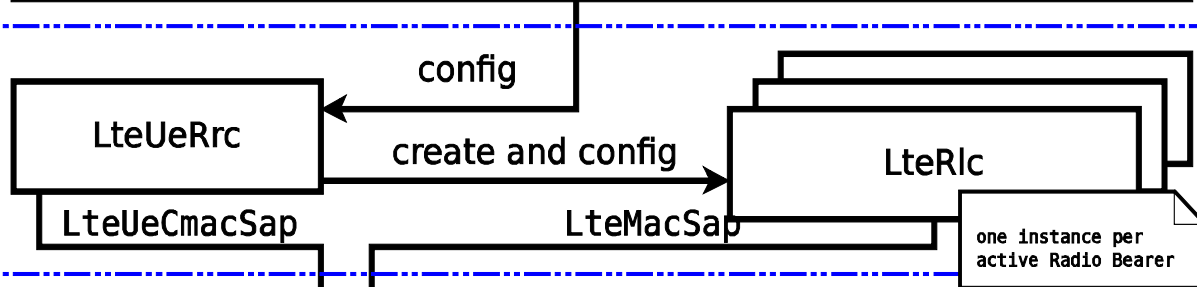 config
LteUeRrc
create and config
LteRlc
LteUeCmacSap
LteMacSap
one instance per
active Radio Bearer